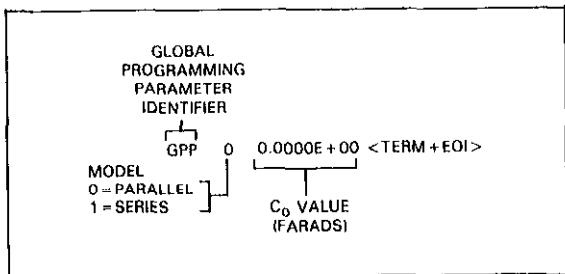 GLOBAL
PROGRAMMING
PARAMETER
IDENTIFIER
GPP 0 0.0000E + 00 <TERM + EOI>
MODEL
0 = PARALLEL
1 = SERIES
C₀ VALUE
(FARADS)